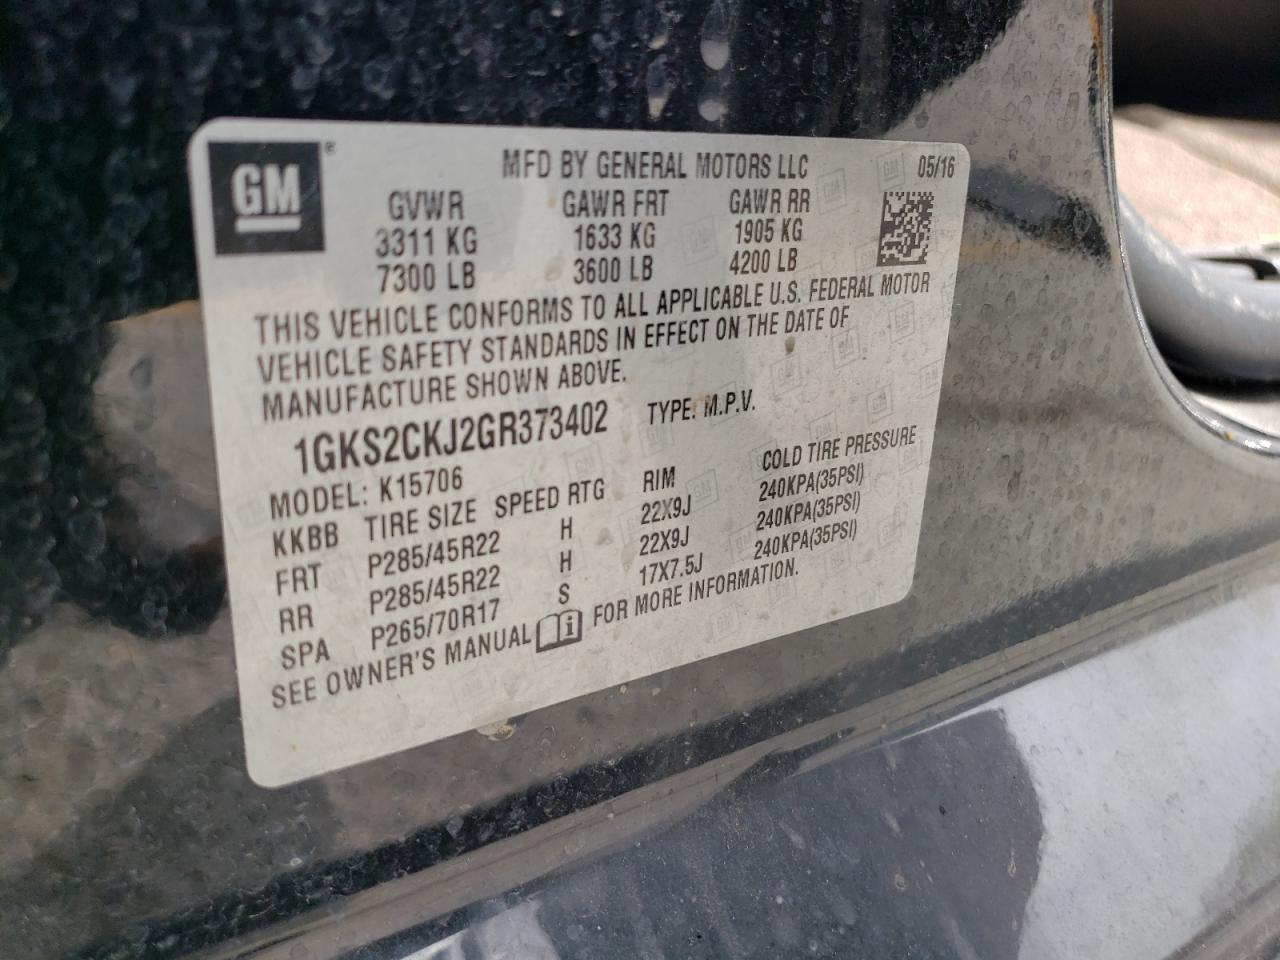 GM ®
MFD BY GENERAL MOTORS LLC 05/16
GVWR GAWR FRT GAWR RR
3311 KG 1633 KG 1905 KG
7300 LB 3600 LB 4200 LB
THIS VEHICLE CONFORMS TO ALL APPLICABLE U.S. FEDERAL MOTOR
VEHICLE SAFETY STANDARDS IN EFFECT ON THE DATE OF
MANUFACTURE SHOWN ABOVE.
1GKS2CKJ2GR373402 TYPE: M.P.V.
MODEL: K15706
KKBB TIRE SIZE SPEED RTG RIM COLD TIRE PRESSURE
FRT P285/45R22 H 22X9J 240KPA(35PSI)
RR P285/45R22 H 22X9J 240KPA(35PSI)
SPA P265/70R17 S 17X7.5J 240KPA(35PSI)
SEE OWNER'S MANUAL i FOR MORE INFORMATION.